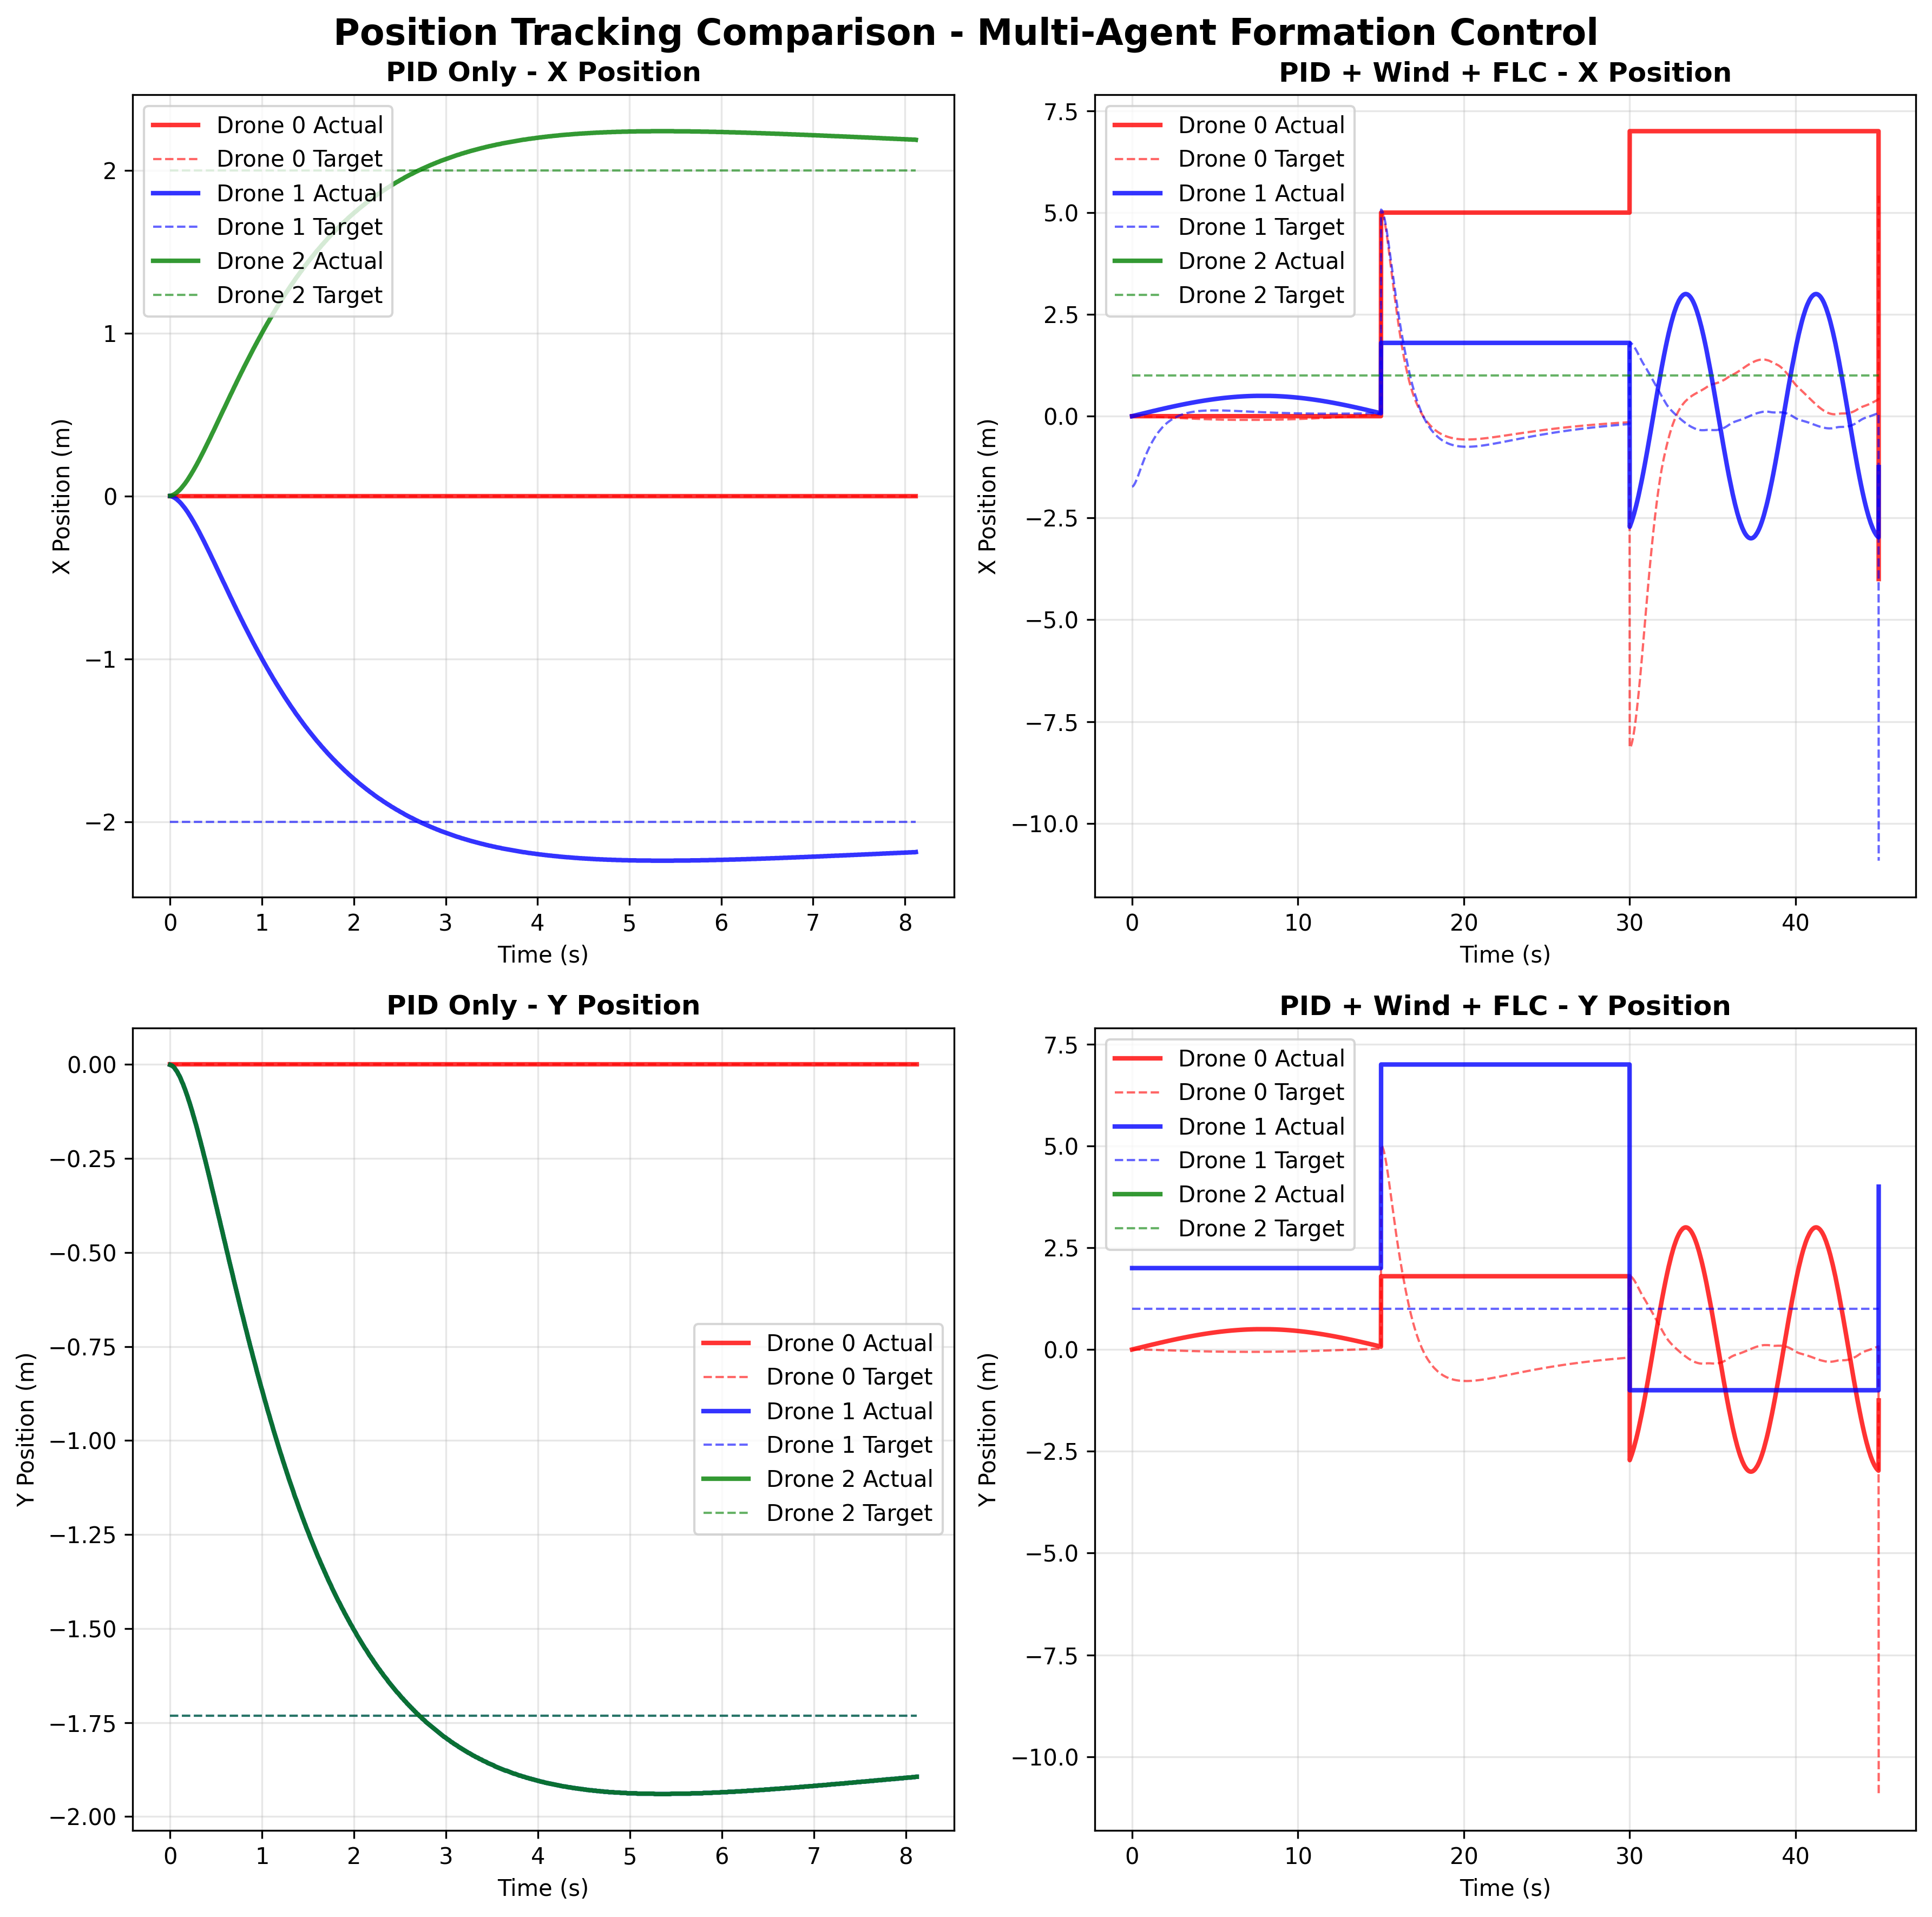 Position Tracking Comparison - Multi-Agent Formation Control
PID Only - X Position
Drone 0 Actual
Drone 0 Target
Drone 1 Actual
Drone 1 Target
Drone 2 Actual
Drone 2 Target
2
1
0
−1
−2
X Position (m)
0 1 2 3 4 5 6 7 8
Time (s)
PID + Wind + FLC - X Position
Drone 0 Actual
Drone 0 Target
Drone 1 Actual
Drone 1 Target
Drone 2 Actual
Drone 2 Target
7.5
5.0
2.5
0.0
−2.5
−5.0
−7.5
−10.0
X Position (m)
0 10 20 30 40
Time (s)
PID Only - Y Position
0.00
−0.25
−0.50
−0.75
−1.00
−1.25
−1.50
−1.75
−2.00
Y Position (m)
Drone 0 Actual
Drone 0 Target
Drone 1 Actual
Drone 1 Target
Drone 2 Actual
Drone 2 Target
0 1 2 3 4 5 6 7 8
Time (s)
PID + Wind + FLC - Y Position
Drone 0 Actual
Drone 0 Target
Drone 1 Actual
Drone 1 Target
Drone 2 Actual
Drone 2 Target
7.5
5.0
2.5
0.0
−2.5
−5.0
−7.5
−10.0
Y Position (m)
0 10 20 30 40
Time (s)